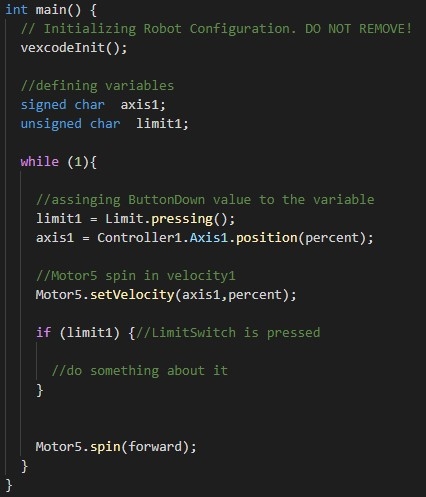 int main() {
// Initializing Robot Configuration. DO NOT REMOVE!
vexcodeInit();
//defining variables
signed char  axis1;
unsigned char  limit1;
while (1){
//assinging ButtonDown value to the variable
limit1 = Limit.pressing();
axis1 = Controller1.Axis1.position(percent);
//Motor5 spin in velocity1
Motor5.setVelocity(axis1,percent);
if (limit1) {//LimitSwitch is pressed
//do something about it
}
Motor5.spin(forward);
}
}